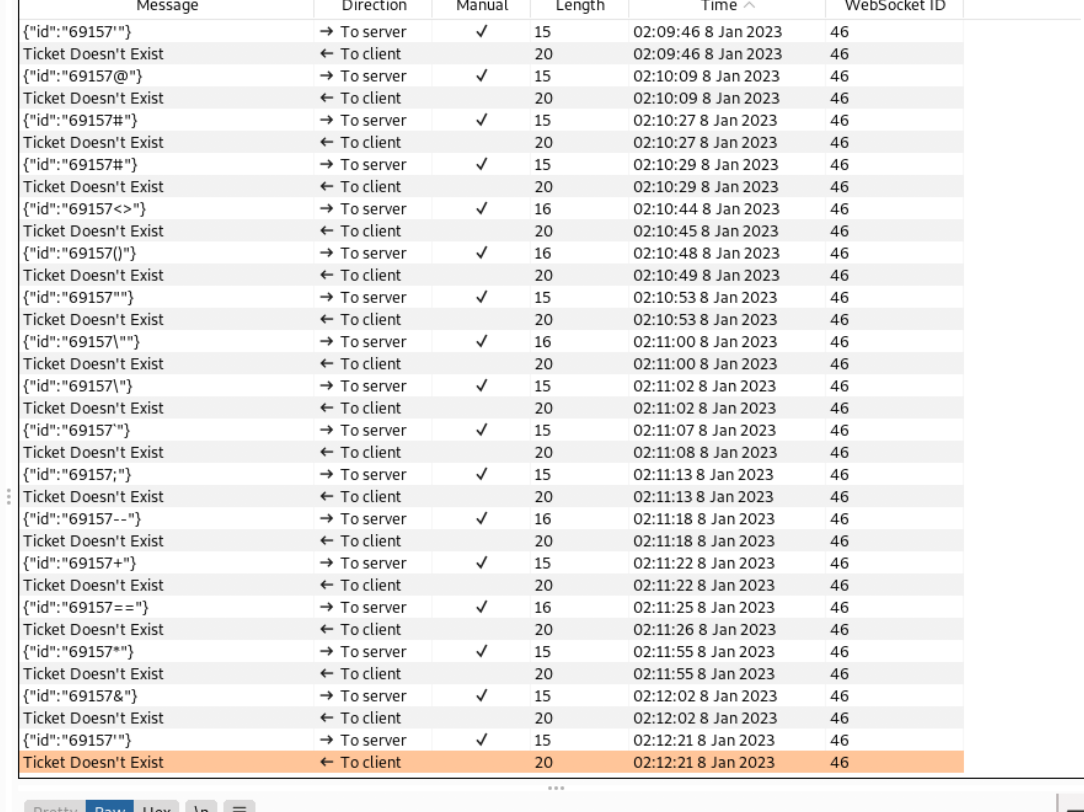 Message Direction Manual Length Time WebSocket ID
{"id":"69157'"} → To server ✓ 15 02:09:46 8 Jan 2023 46
Ticket Doesn't Exist ← To client 20 02:09:46 8 Jan 2023 46
{"id":"69157@"} → To server ✓ 15 02:10:09 8 Jan 2023 46
Ticket Doesn't Exist ← To client 20 02:10:09 8 Jan 2023 46
{"id":"69157#"} → To server ✓ 15 02:10:27 8 Jan 2023 46
Ticket Doesn't Exist ← To client 20 02:10:27 8 Jan 2023 46
{"id":"69157#"} → To server ✓ 15 02:10:29 8 Jan 2023 46
Ticket Doesn't Exist ← To client 20 02:10:29 8 Jan 2023 46
{"id":"69157<>"} → To server ✓ 16 02:10:44 8 Jan 2023 46
Ticket Doesn't Exist ← To client 20 02:10:45 8 Jan 2023 46
{"id":"69157()"} → To server ✓ 16 02:10:48 8 Jan 2023 46
Ticket Doesn't Exist ← To client 20 02:10:49 8 Jan 2023 46
{"id":"69157""} → To server ✓ 15 02:10:53 8 Jan 2023 46
Ticket Doesn't Exist ← To client 20 02:10:53 8 Jan 2023 46
{"id":"69157\""} → To server ✓ 16 02:11:00 8 Jan 2023 46
Ticket Doesn't Exist ← To client 20 02:11:00 8 Jan 2023 46
{"id":"69157\"} → To server ✓ 15 02:11:02 8 Jan 2023 46
Ticket Doesn't Exist ← To client 20 02:11:02 8 Jan 2023 46
{"id":"69157`"} → To server ✓ 15 02:11:07 8 Jan 2023 46
Ticket Doesn't Exist ← To client 20 02:11:08 8 Jan 2023 46
{"id":"69157;"} → To server ✓ 15 02:11:13 8 Jan 2023 46
Ticket Doesn't Exist ← To client 20 02:11:13 8 Jan 2023 46
{"id":"69157--"} → To server ✓ 16 02:11:18 8 Jan 2023 46
Ticket Doesn't Exist ← To client 20 02:11:18 8 Jan 2023 46
{"id":"69157+"} → To server ✓ 15 02:11:22 8 Jan 2023 46
Ticket Doesn't Exist ← To client 20 02:11:22 8 Jan 2023 46
{"id":"69157=="} → To server ✓ 16 02:11:25 8 Jan 2023 46
Ticket Doesn't Exist ← To client 20 02:11:26 8 Jan 2023 46
{"id":"69157*"} → To server ✓ 15 02:11:55 8 Jan 2023 46
Ticket Doesn't Exist ← To client 20 02:11:55 8 Jan 2023 46
{"id":"69157&"} → To server ✓ 15 02:12:02 8 Jan 2023 46
Ticket Doesn't Exist ← To client 20 02:12:02 8 Jan 2023 46
{"id":"69157'"} → To server ✓ 15 02:12:21 8 Jan 2023 46
Ticket Doesn't Exist ← To client 20 02:12:21 8 Jan 2023 46
Pretty Raw Hex \n